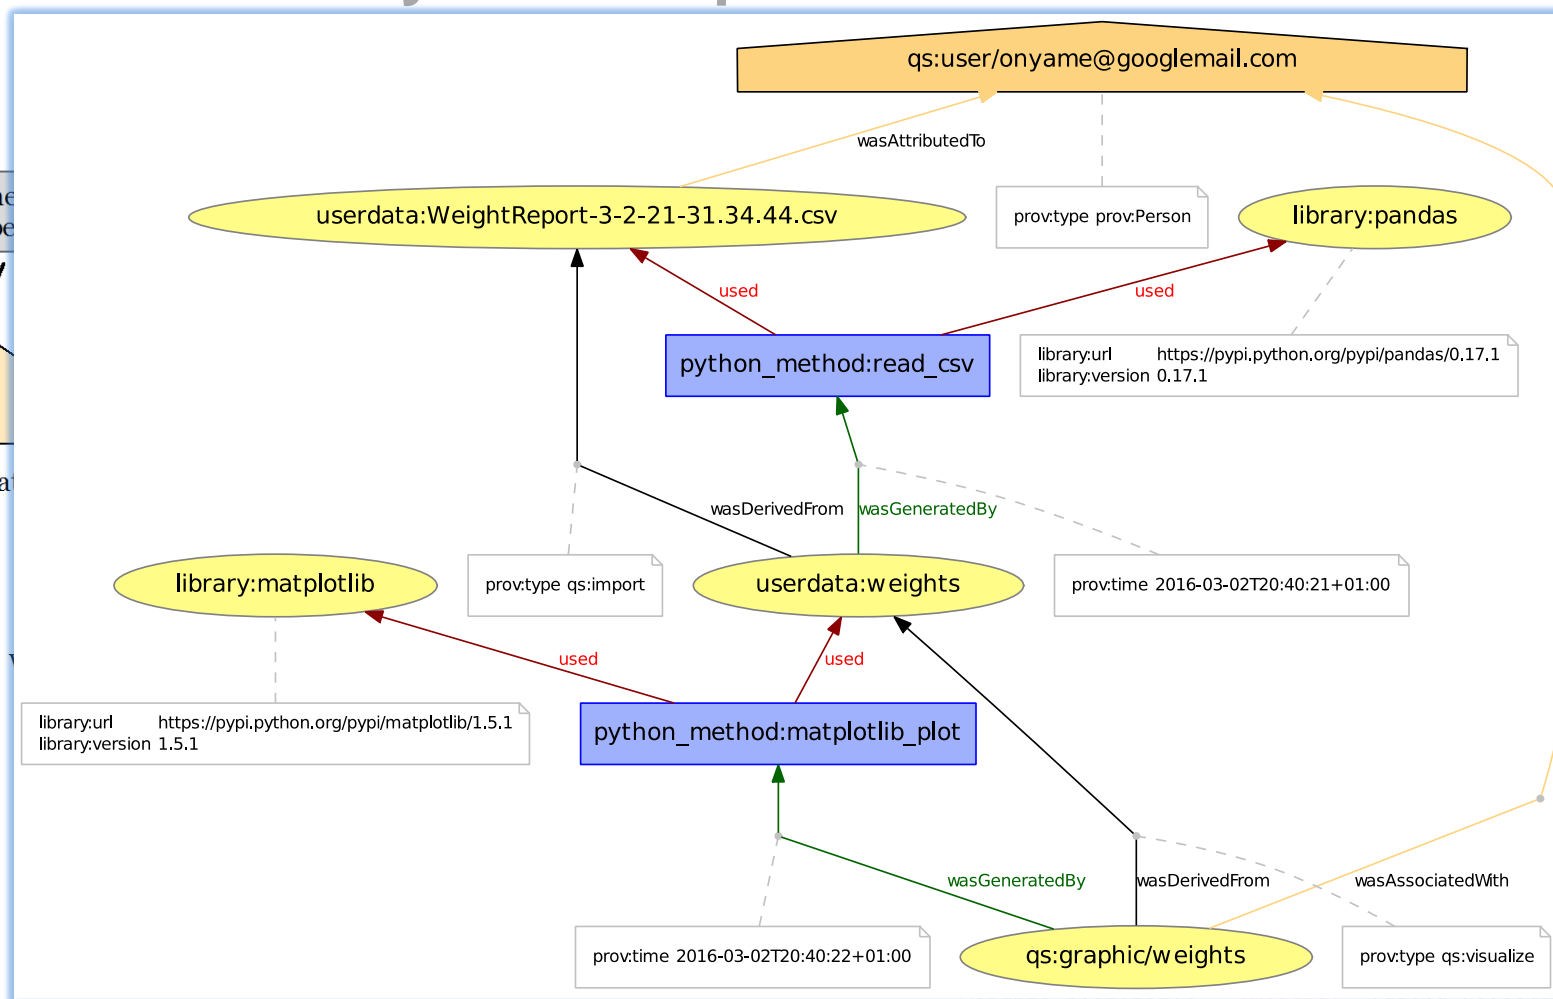 qs:user/onyame@googlemail.com
wasAttributedTo
userdata:WeightReport-3-2-21-31.34.44.csv
prov:type prov:Person
library:pandas
used
used
python_method:read_csv
library:url https://pypi.python.org/pypi/pandas/0.17.1
library:version 0.17.1
wasDerivedFrom
wasGeneratedBy
library:matplotlib
prov:type qs:import
userdata:weights
prov:time 2016-03-02T20:40:21+01:00
used
used
library:url https://pypi.python.org/pypi/matplotlib/1.5.1
library:version 1.5.1
python_method:matplotlib_plot
wasGeneratedBy
wasDerivedFrom
wasAssociatedWith
prov:time 2016-03-02T20:40:22+01:00
qs:graphic/weights
prov:type qs:visualize